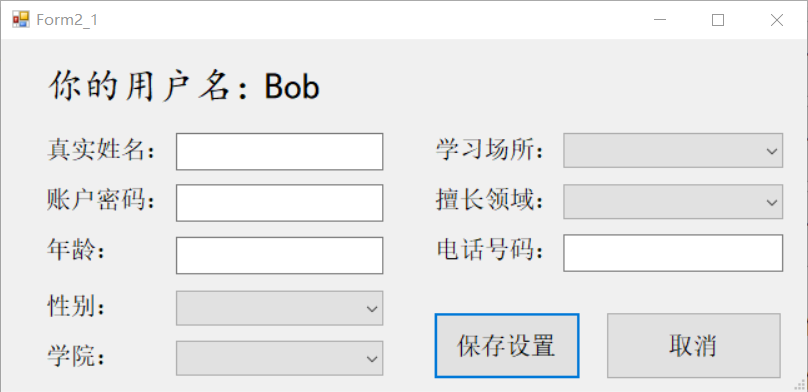 Form2_1
你的用户名：Bob
真实姓名：
账户密码：
年龄：
性别：
学院：
学习场所：
擅长领域：
电话号码：
保存设置
取消